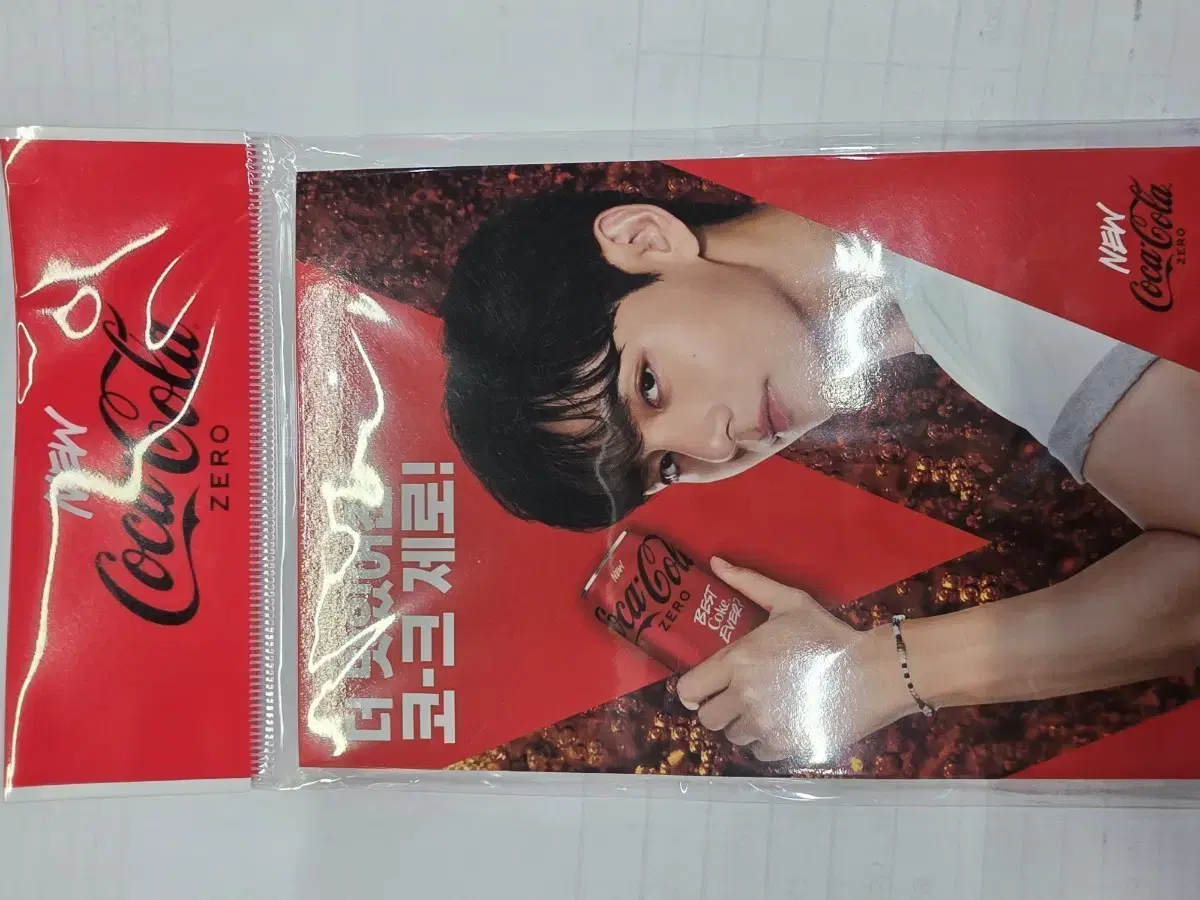 NEW
Coca-Cola
ZERO
더 맛있어진
코-크 제로!
NEW
Coca-Cola
ZERO
BEST
Coke
EVER?
NEW
Coca-Cola
ZERO